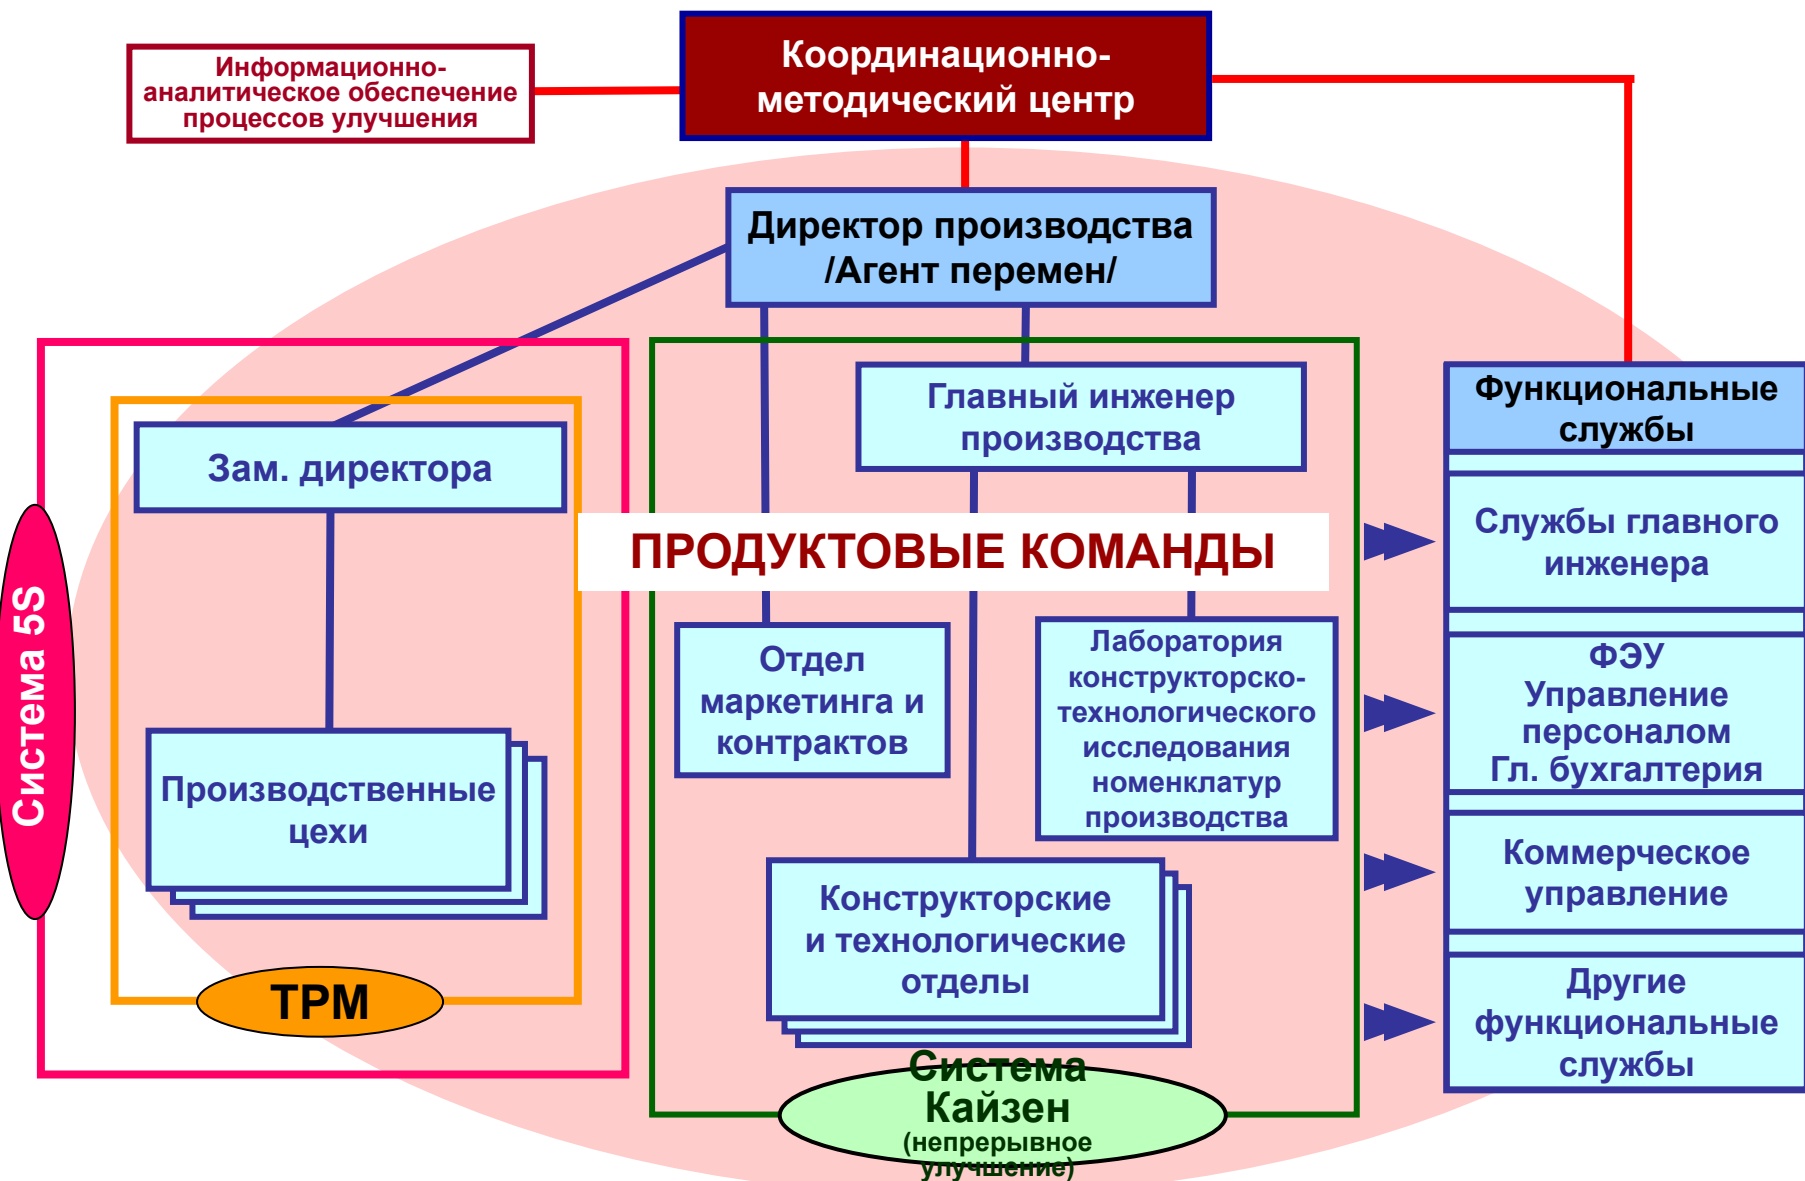 Координационно-
методический центр
Информационно-
аналитическое обеспечение
процессов улучшения
Директор производства
/Агент перемен/
Главный инженер
производства
Функциональные
службы
Зам. директора
Службы главного
инженера
ПРОДУКТОВЫЕ КОМАНДЫ
Система 5S
Отдел
маркетинга и
контрактов
Лаборатория
конструкторско-
технологического
исследования
номенклатур
производства
ФЭУ
Управление
персоналом
Гл. бухгалтерия
Производственные
цехи
Коммерческое
управление
Конструкторские
и технологические
отделы
TPM
Другие
функциональные
службы
Система
Кайзен
(непрерывное
улучшение)